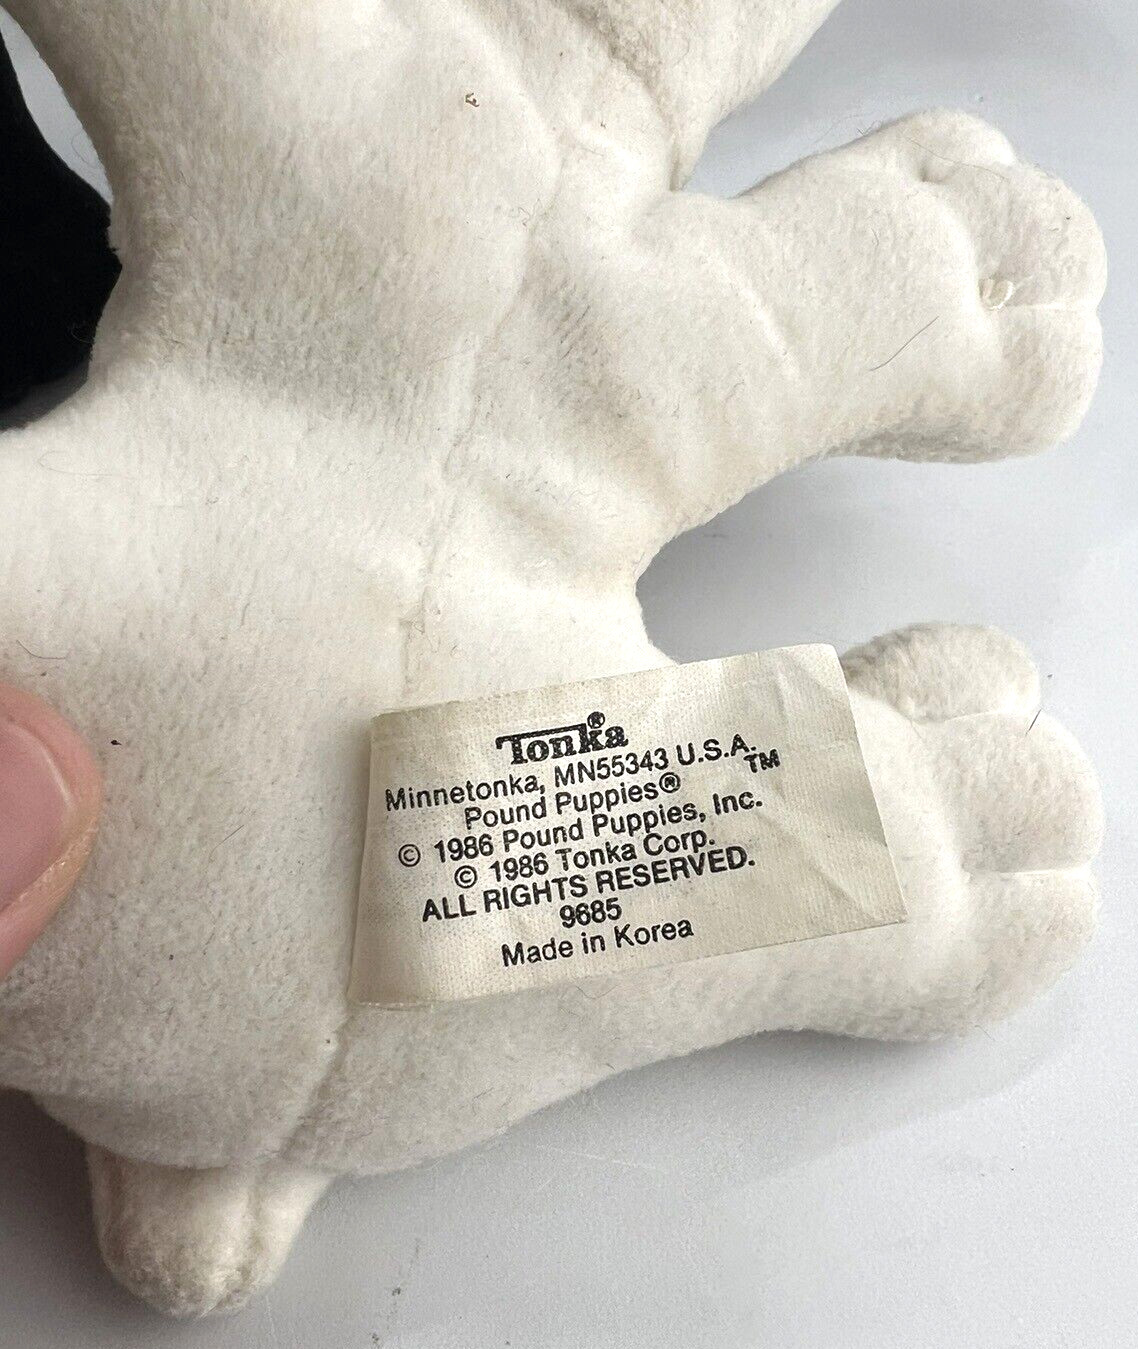 Tonka®
Minnetonka, MN55343 U.S.A.
Pound Puppies® ™
© 1986 Pound Puppies, Inc.
© 1986 Tonka Corp.
ALL RIGHTS RESERVED.
9685
Made in Korea